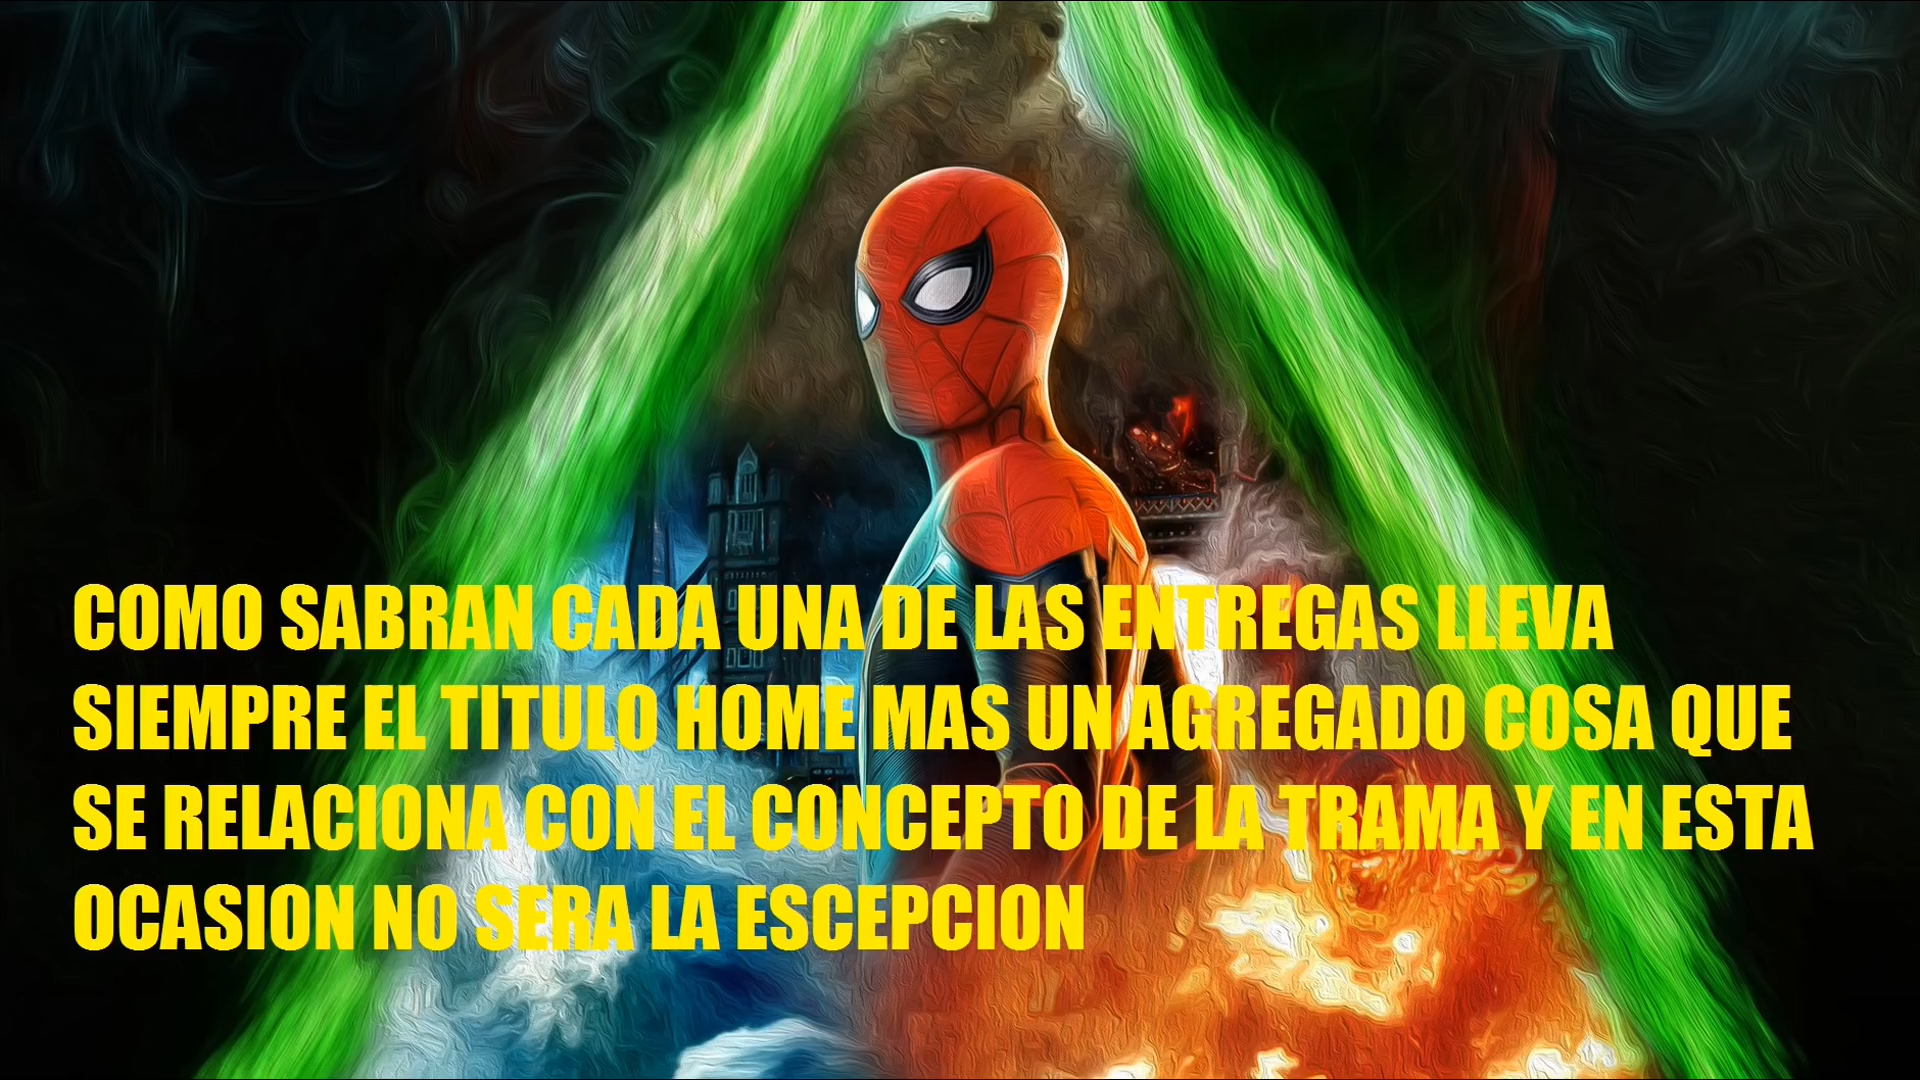 COMO SABRAN CADA UNA DE LAS ENTREGAS LLEVA
SIEMPRE EL TITULO HOME MAS UN AGREGADO COSA QUE
SE RELACIONA CON EL CONCEPTO DE LA TRAMA Y EN ESTA
OCASION NO SERA LA ESCEPCION